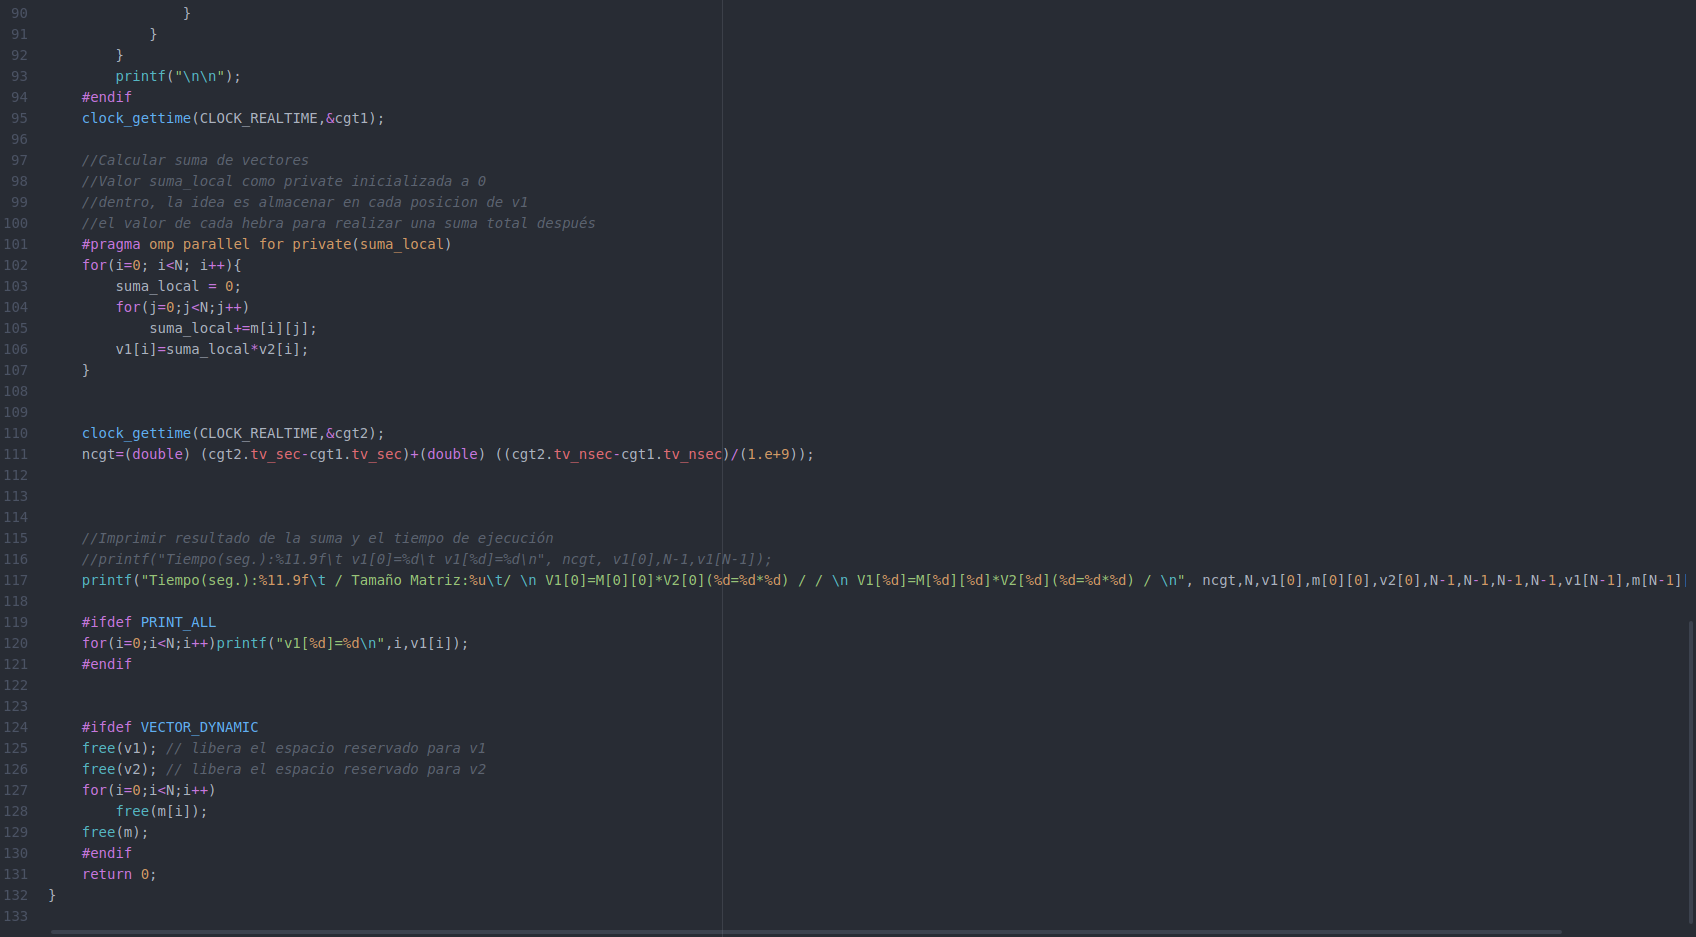 90                 }
91             }
92         }
93         printf("\n\n");
94     #endif
95     clock_gettime(CLOCK_REALTIME,&cgt1);
96
97     //Calcular suma de vectores
98     //Valor suma_local como private inicializada a 0
99     //dentro, la idea es almacenar en cada posicion de v1
100     //el valor de cada hebra para realizar una suma total después
101     #pragma omp parallel for private(suma_local)
102     for(i=0; i<N; i++){
103         suma_local = 0;
104         for(j=0;j<N;j++)
105             suma_local+=m[i][j];
106         v1[i]=suma_local*v2[i];
107     }
108
109
110     clock_gettime(CLOCK_REALTIME,&cgt2);
111     ncgt=(double) (cgt2.tv_sec-cgt1.tv_sec)+(double) ((cgt2.tv_nsec-cgt1.tv_nsec)/(1.e+9));
112
113
114
115     //Imprimir resultado de la suma y el tiempo de ejecución
116     //printf("Tiempo(seg.):%11.9f\t v1[0]=%d\t v1[%d]=%d\n", ncgt, v1[0],N-1,v1[N-1]);
117     printf("Tiempo(seg.):%11.9f\t / Tamaño Matriz:%u\t/ \n V1[0]=M[0][0]*V2[0](%d=%d*%d) / / \n V1[%d]=M[%d][%d]*V2[%d](%d=%d*%d) / \n", ncgt,N,v1[0],m[0][0],v2[0],N-1,N-1,N-1,N-1,v1[N-1],m[N-1]
118
119     #ifdef PRINT_ALL
120     for(i=0;i<N;i++)printf("v1[%d]=%d\n",i,v1[i]);
121     #endif
122
123
124     #ifdef VECTOR_DYNAMIC
125     free(v1); // libera el espacio reservado para v1
126     free(v2); // libera el espacio reservado para v2
127     for(i=0;i<N;i++)
128         free(m[i]);
129     free(m);
130     #endif
131     return 0;
132 }
133